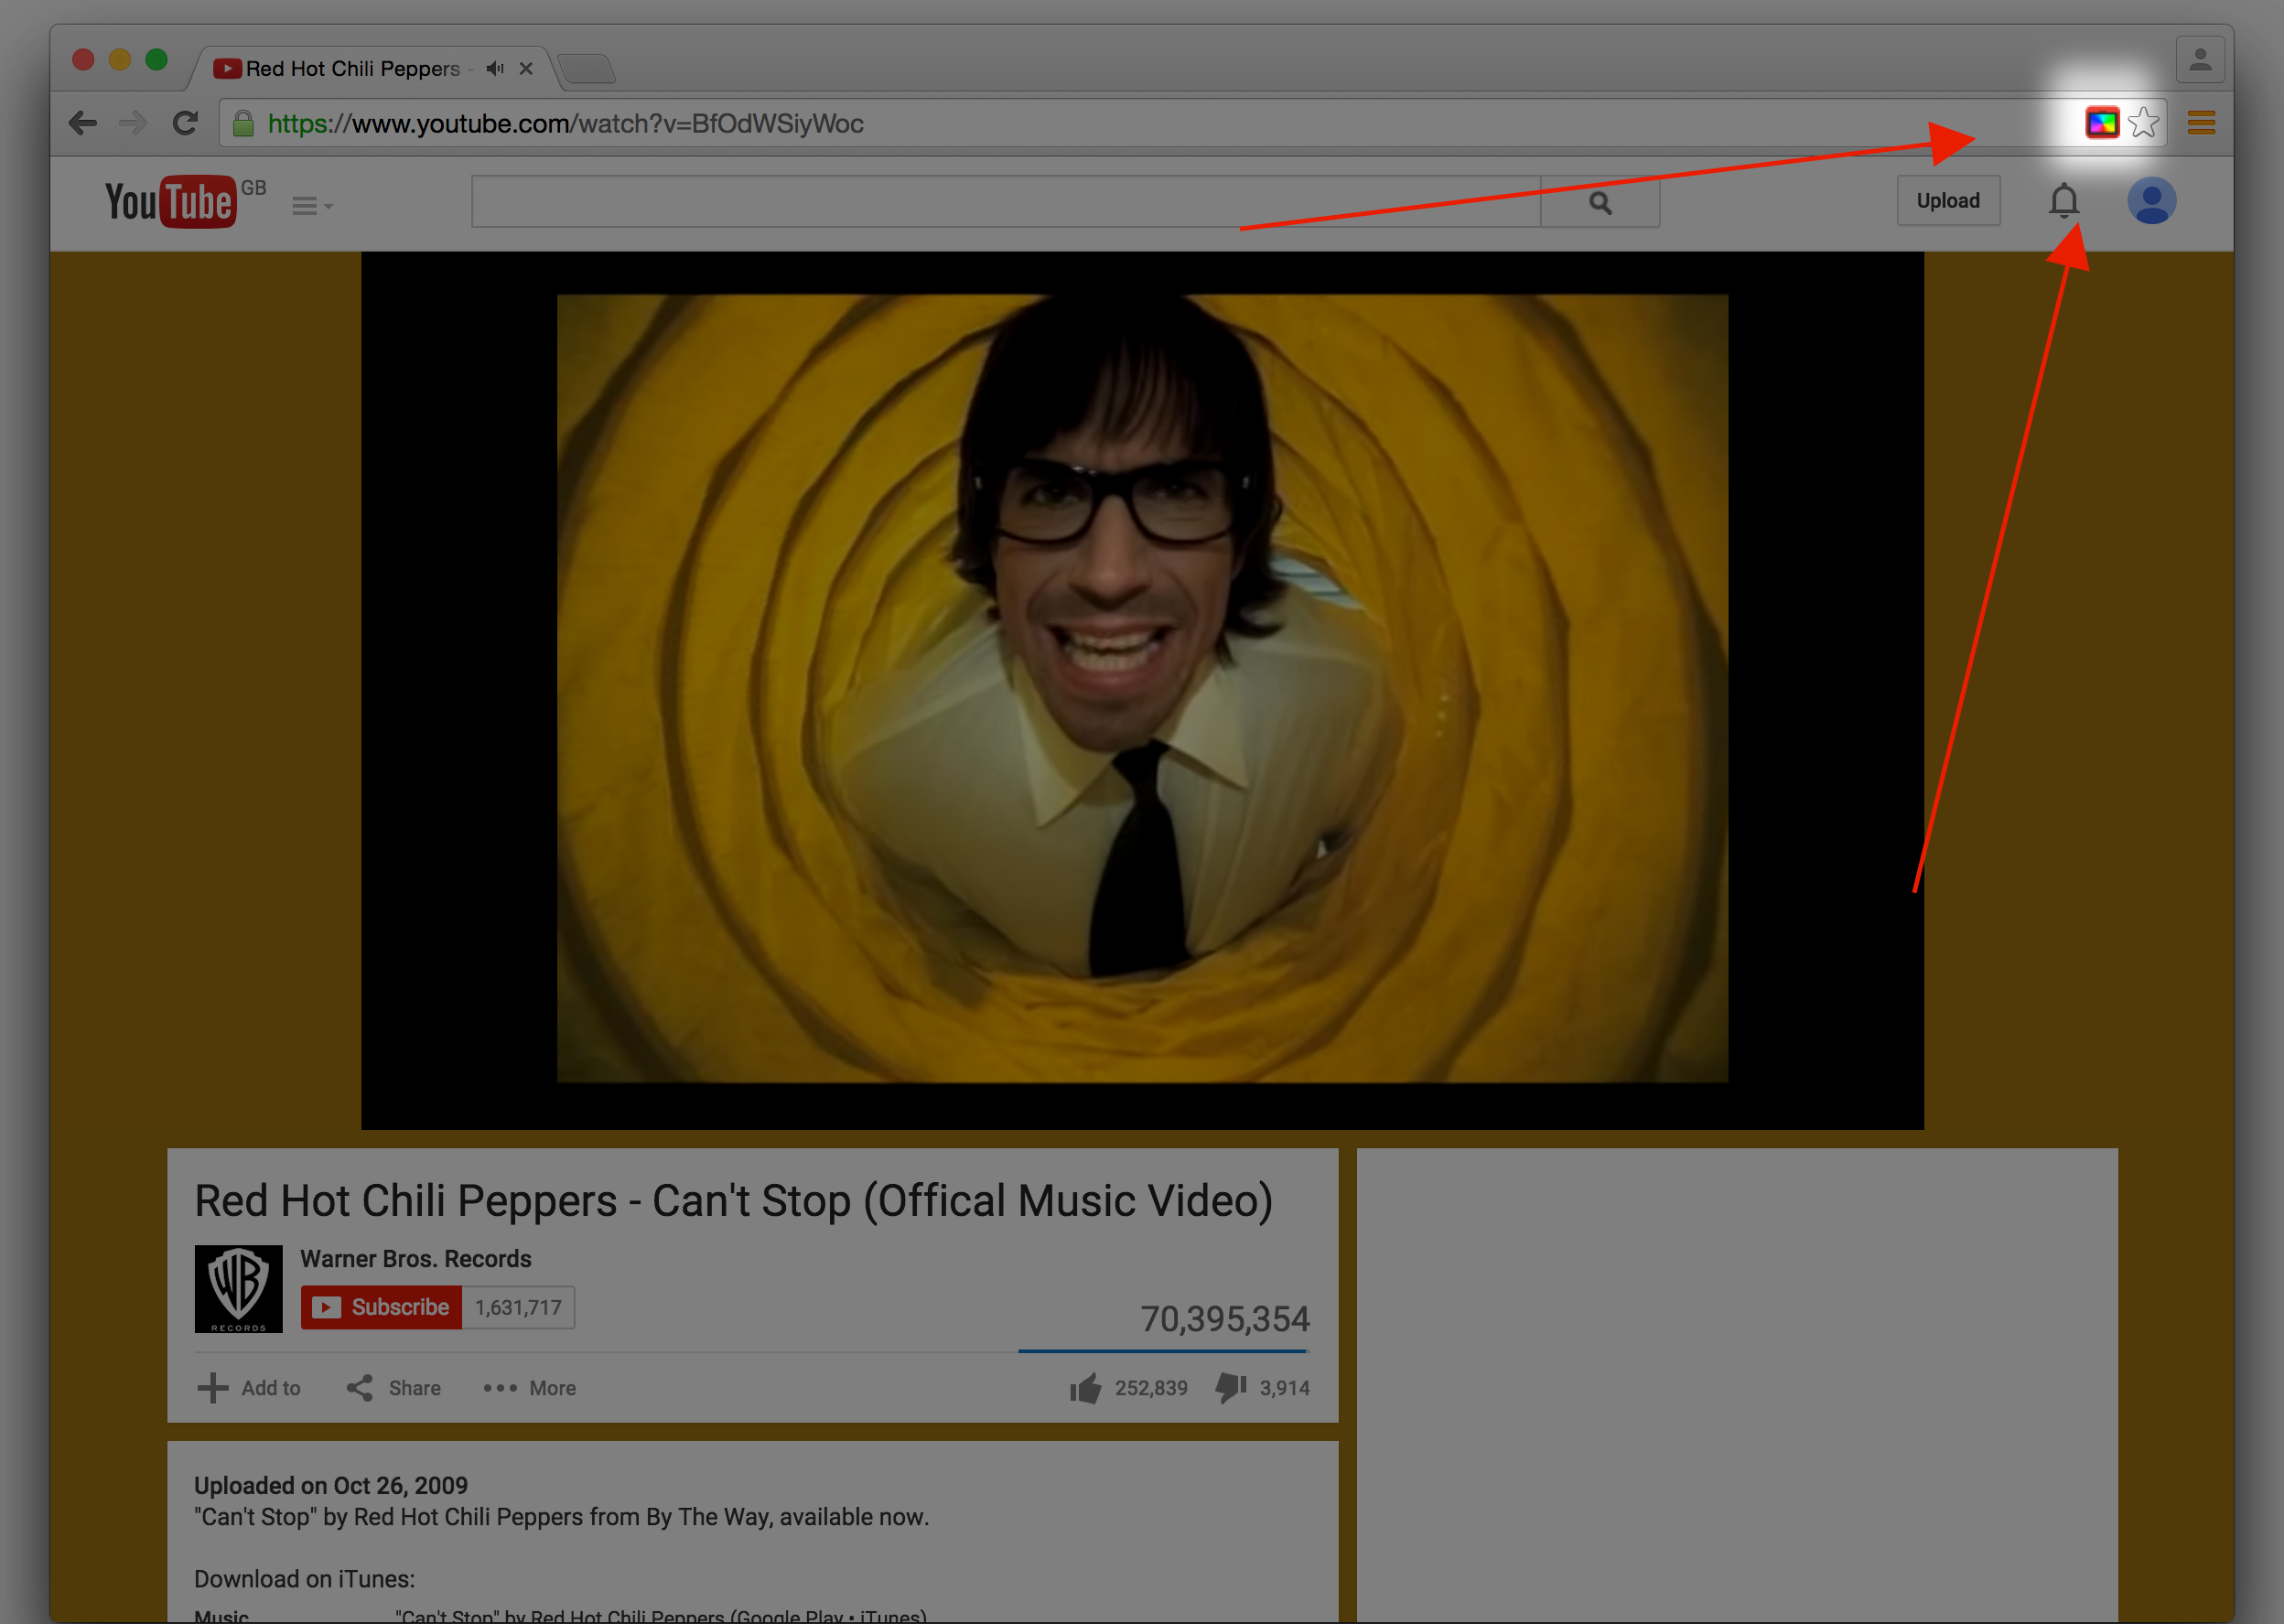 Red Hot Chili Peppers -
https://www.youtube.com/watch?v=BfOdWSiyWoc
YouTube GB
Upload
Red Hot Chili Peppers - Can't Stop (Offical Music Video)
WB
RECORDS
Warner Bros. Records
Subscribe 1,631,717
70,395,354
Add to Share More 252,839 3,914
Uploaded on Oct 26, 2009
"Can't Stop" by Red Hot Chili Peppers from By The Way, available now.
Download on iTunes:
Music "Can't Stop" by Red Hot Chili Peppers (Google Play • iTunes)